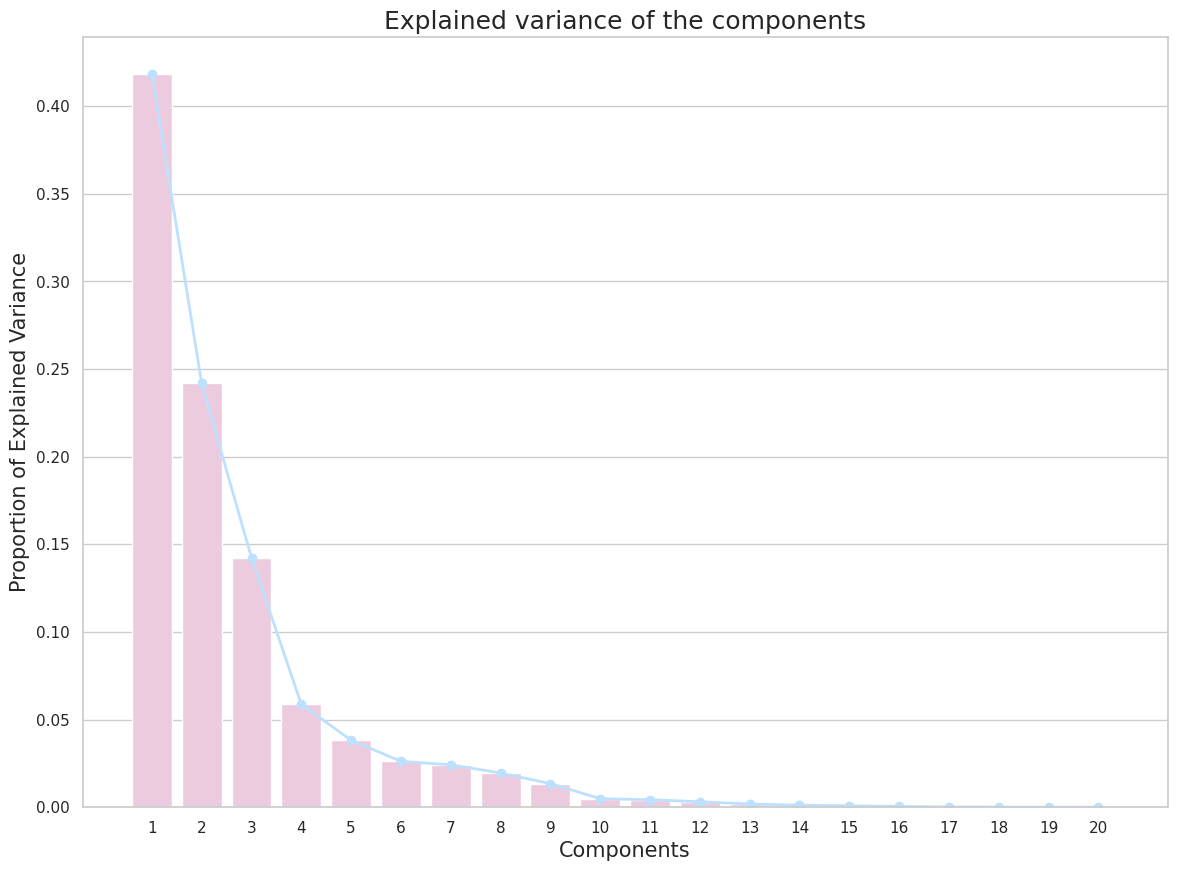 Explained variance of the components
Proportion of Explained Variance
0.40
0.35
0.30
0.25
0.20
0.15
0.10
0.05
0.00
1 2 3 4 5 6 7 8 9 10 11 12 13 14 15 16 17 18 19 20
Components